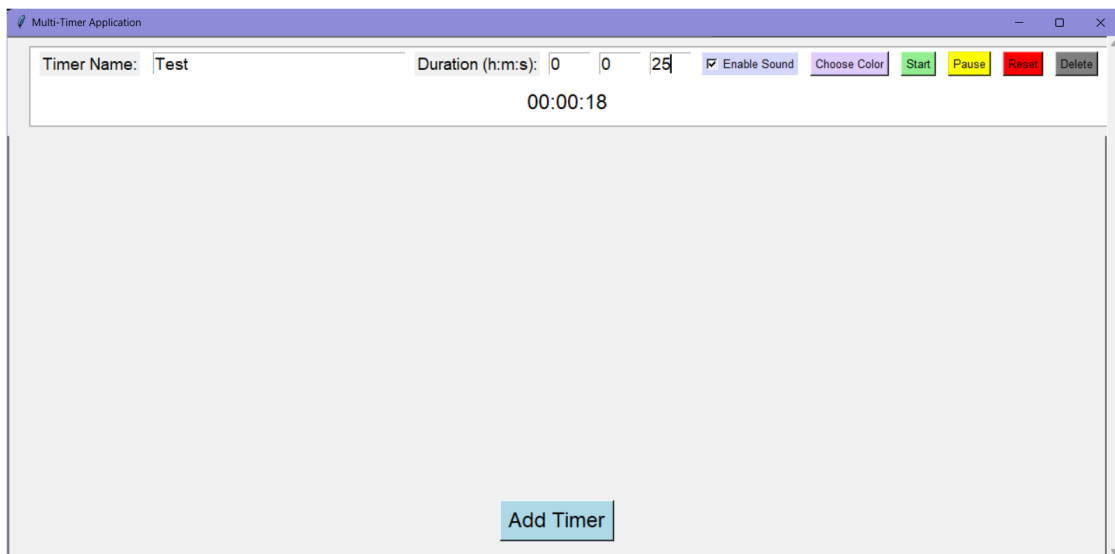 Multi-Timer Application
Timer Name: Test Duration (h:m:s): 0 0 25 Enable Sound Choose Color Start Pause Reset Delete
00:00:18
Add Timer